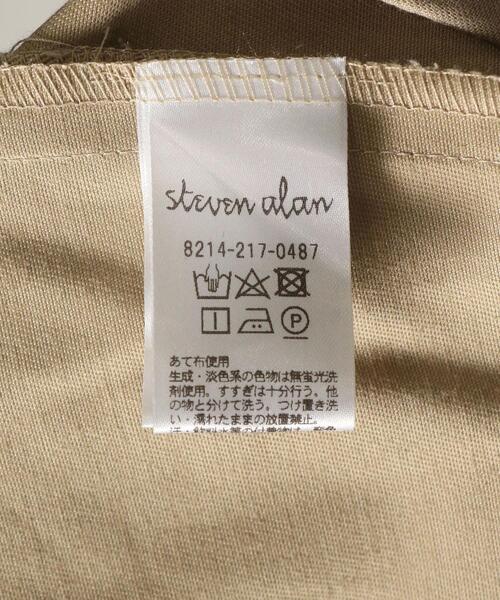 steven alan
8214-217-0487
P
あて布使用
生成・淡色系の色物は無蛍光洗
剤使用。すすぎは十分行う。他
の物と分けて洗う。つけ置き洗
い・濡れたままの放置禁止。